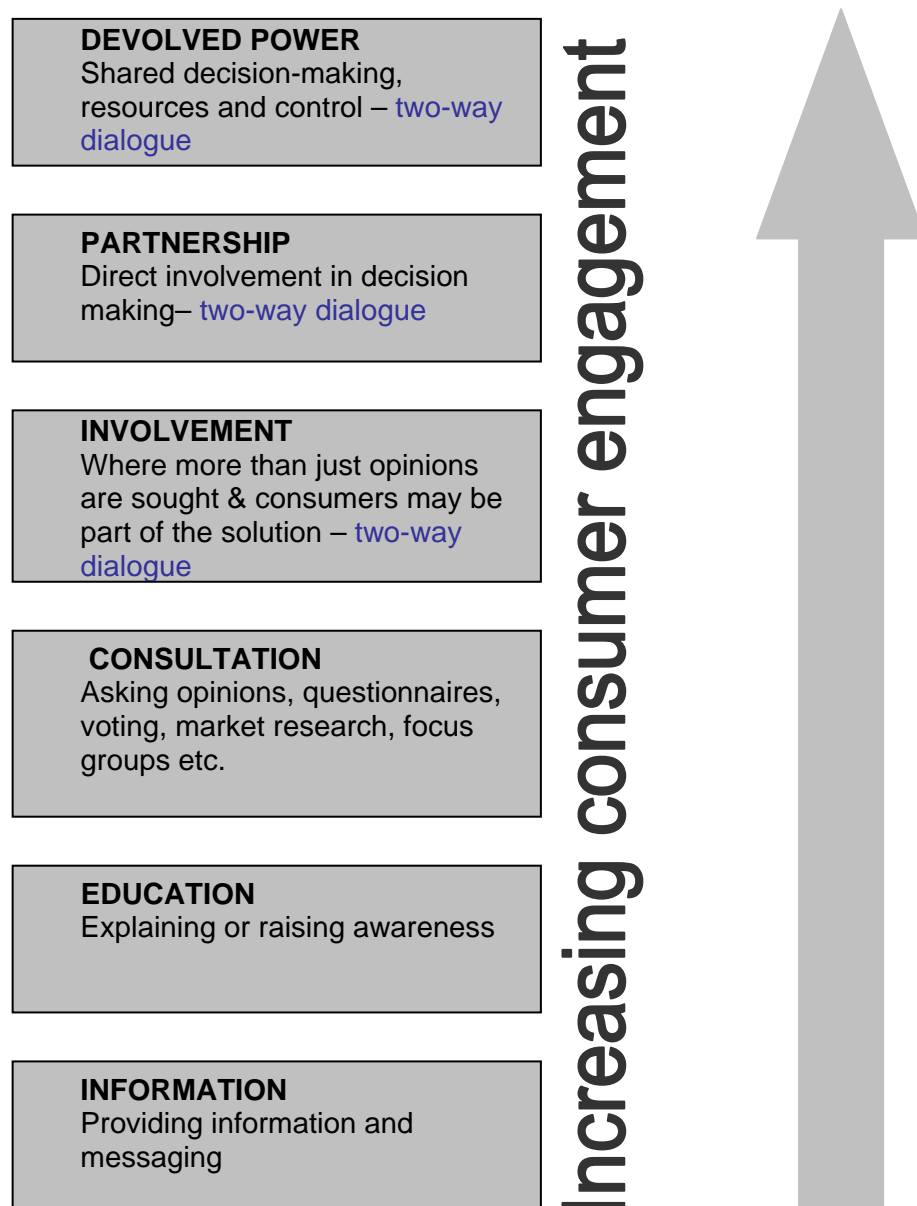 DEVOLVED POWER
Shared decision-making,
resources and control – two-way
dialogue
PARTNERSHIP
Direct involvement in decision
making– two-way dialogue
INVOLVEMENT
Where more than just opinions
are sought & consumers may be
part of the solution – two-way
dialogue
CONSULTATION
Asking opinions, questionnaires,
voting, market research, focus
groups etc.
EDUCATION
Explaining or raising awareness
INFORMATION
Providing information and
messaging
Increasing consumer engagement